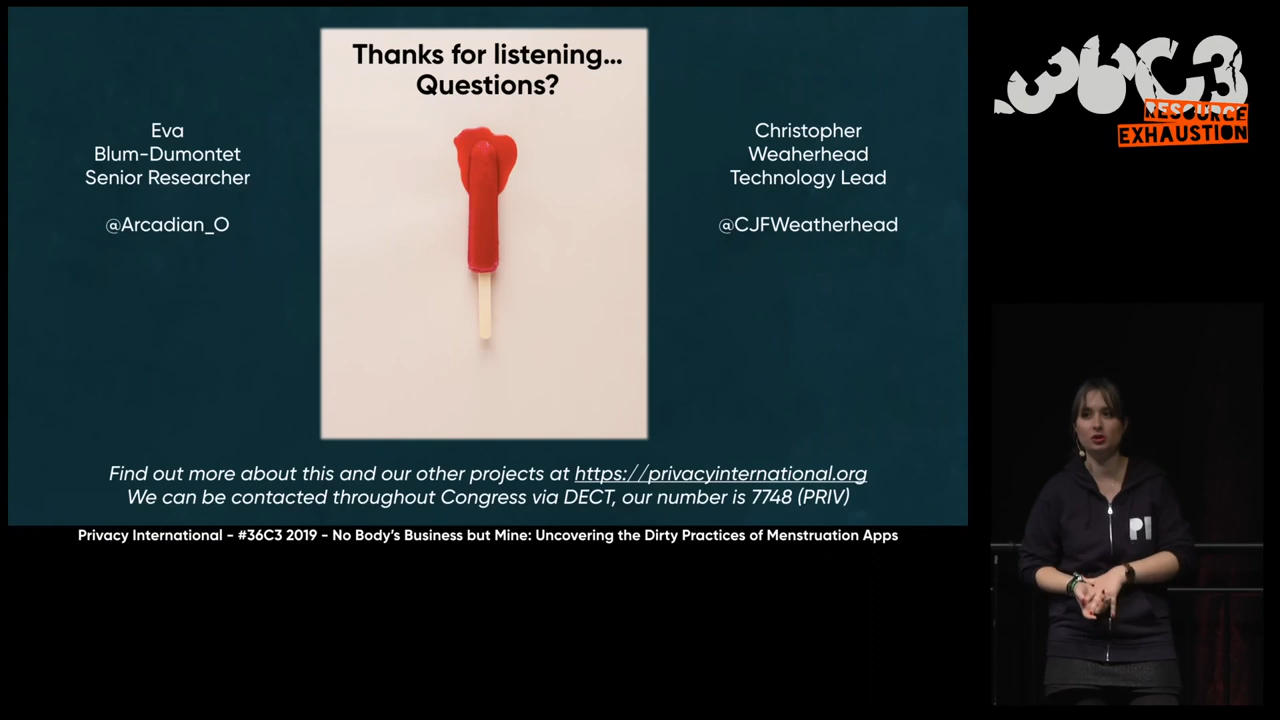 Thanks for listening...
Questions?
Eva
Blum-Dumontet
Senior Researcher
@Arcadian_O
Christopher
Weaherhead
Technology Lead
@CJFWeatherhead
Find out more about this and our other projects at https://privacyinternational.org
We can be contacted throughout Congress via DECT, our number is 7748 (PRIV)
Privacy International - #36C3 2019 - No Body's Business but Mine: Uncovering the Dirty Practices of Menstruation Apps
36C3
RESOURCE
EXHAUSTION
PI